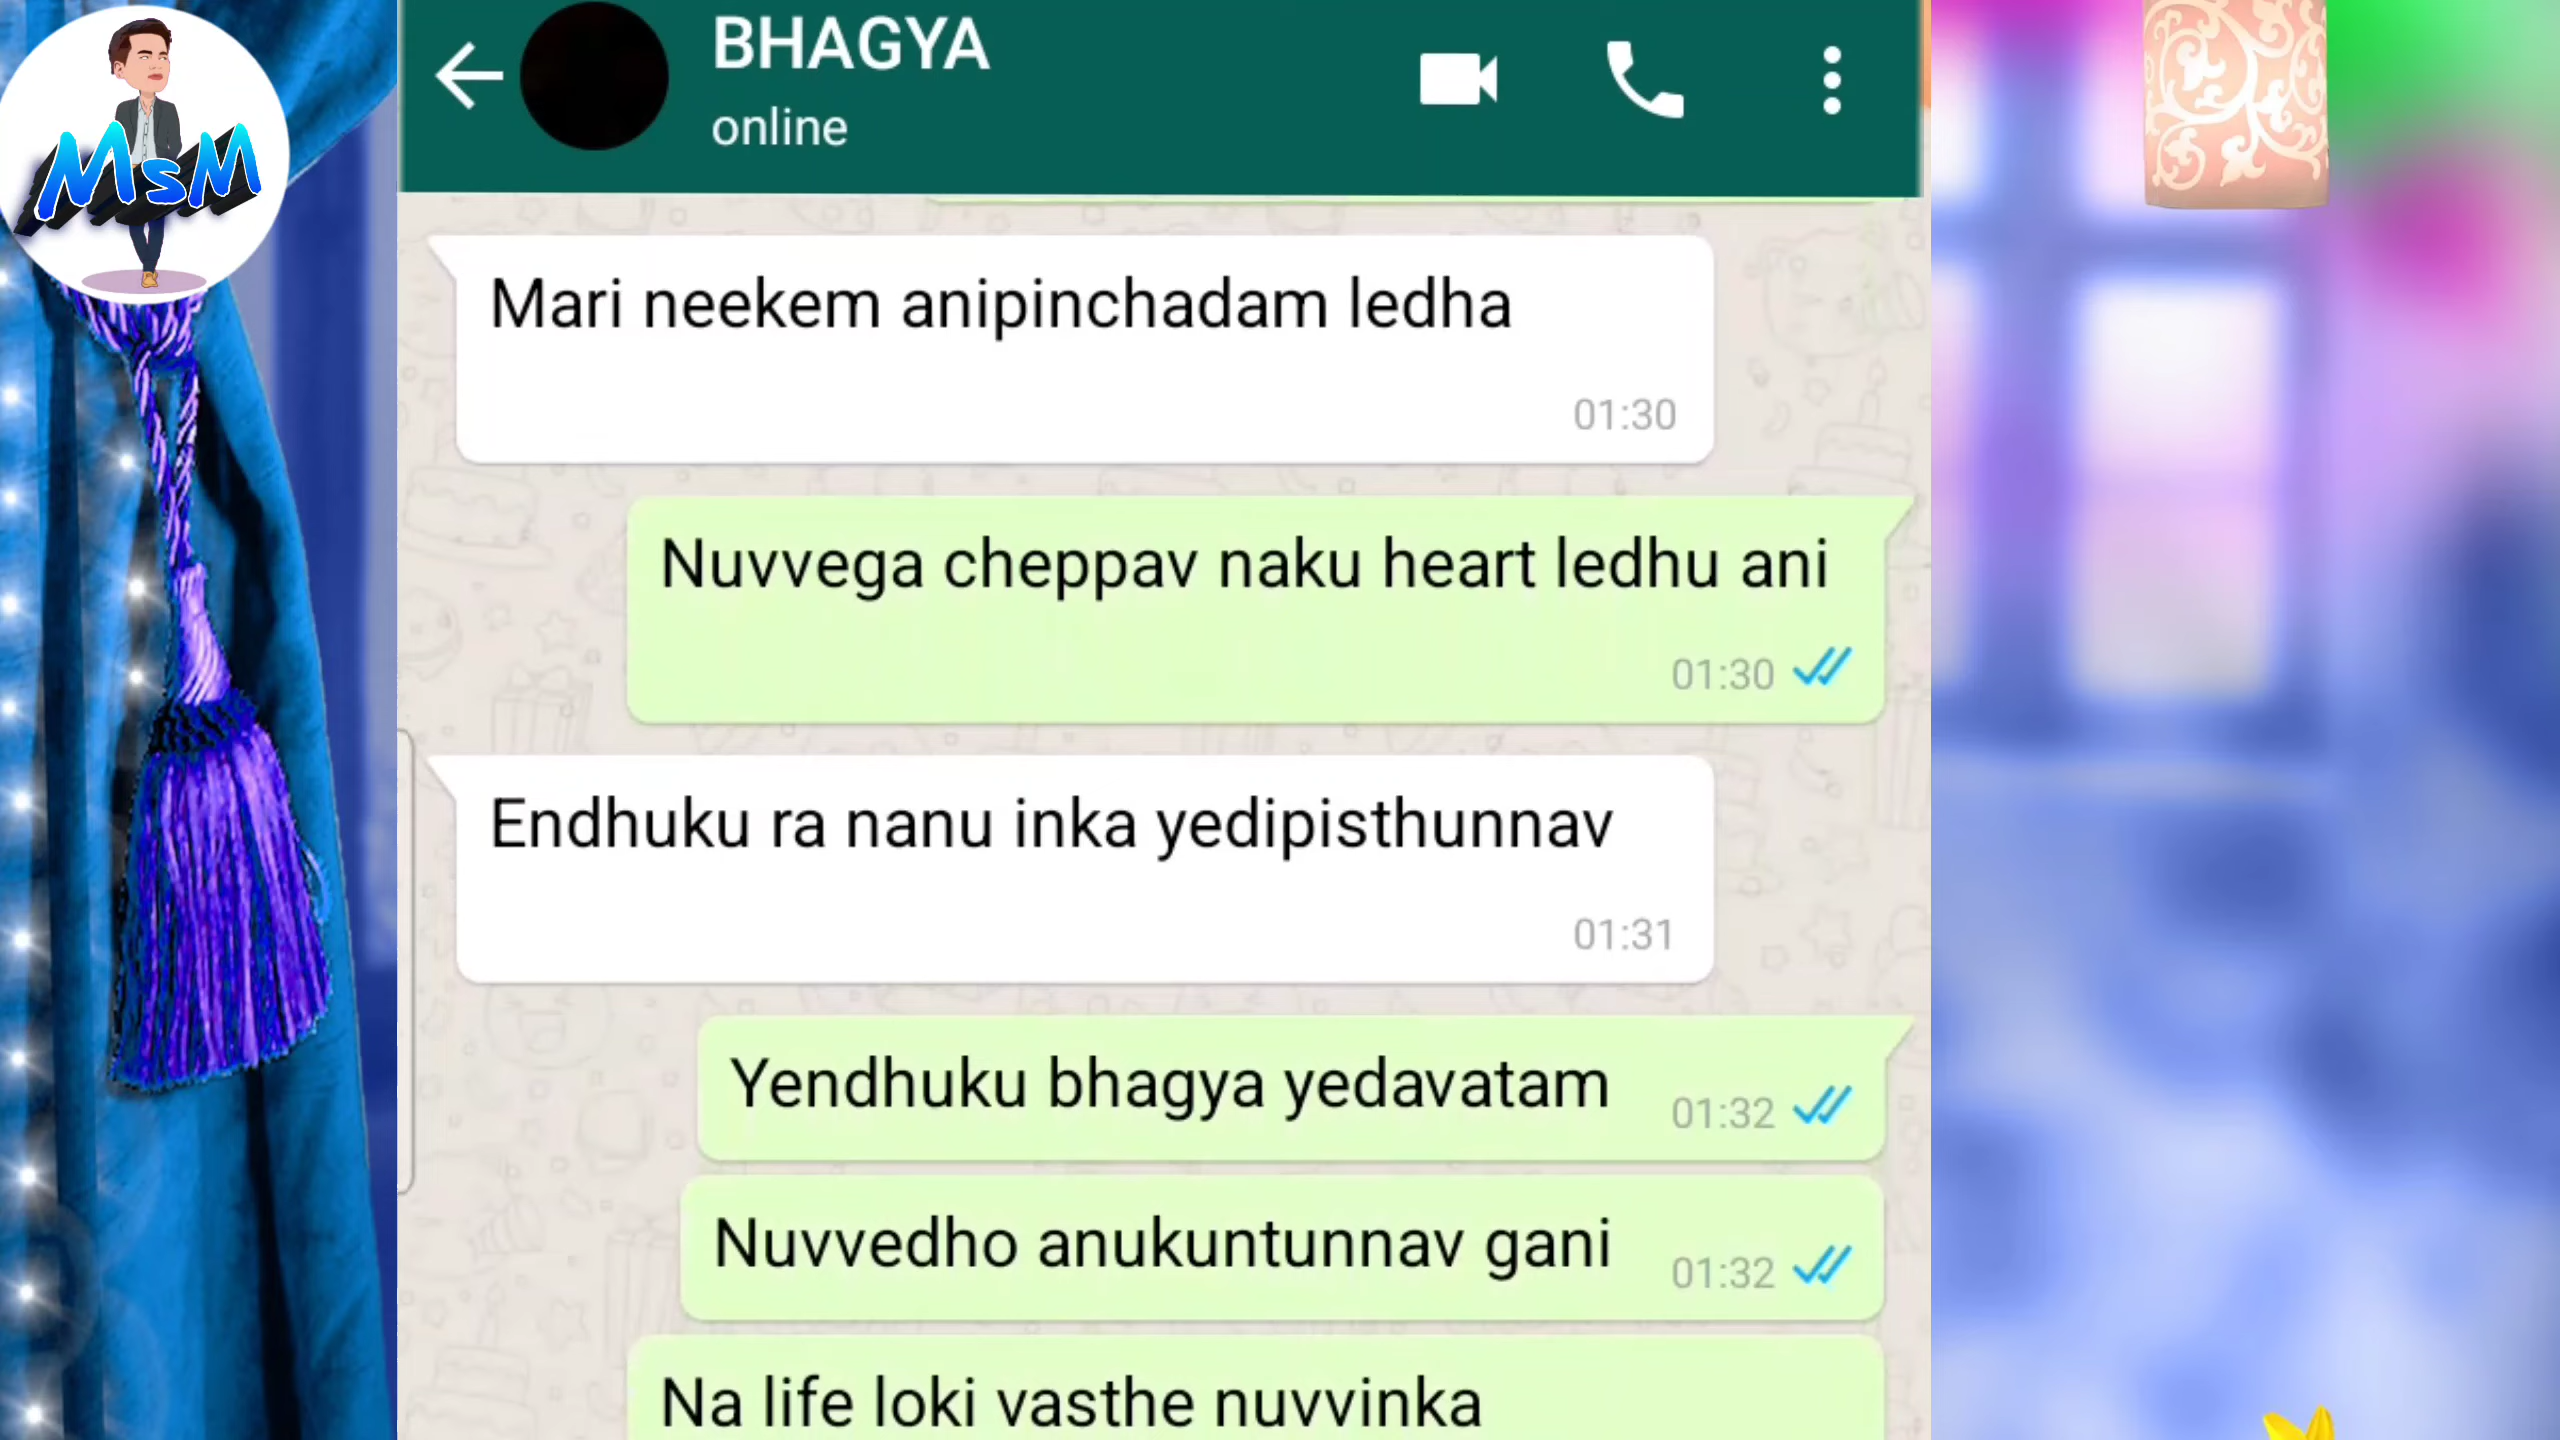 MsM
BHAGYA
online
Mari neekem anipinchadam ledha
01:30
Nuvvega cheppav naku heart ledhu ani
01:30
Endhuku ra nanu inka yedipisthunnav
01:31
Yendhuku bhagya yedavatam
01:32
Nuvvedho anukuntunnav gani
01:32
Na life loki vasthe nuvvinka